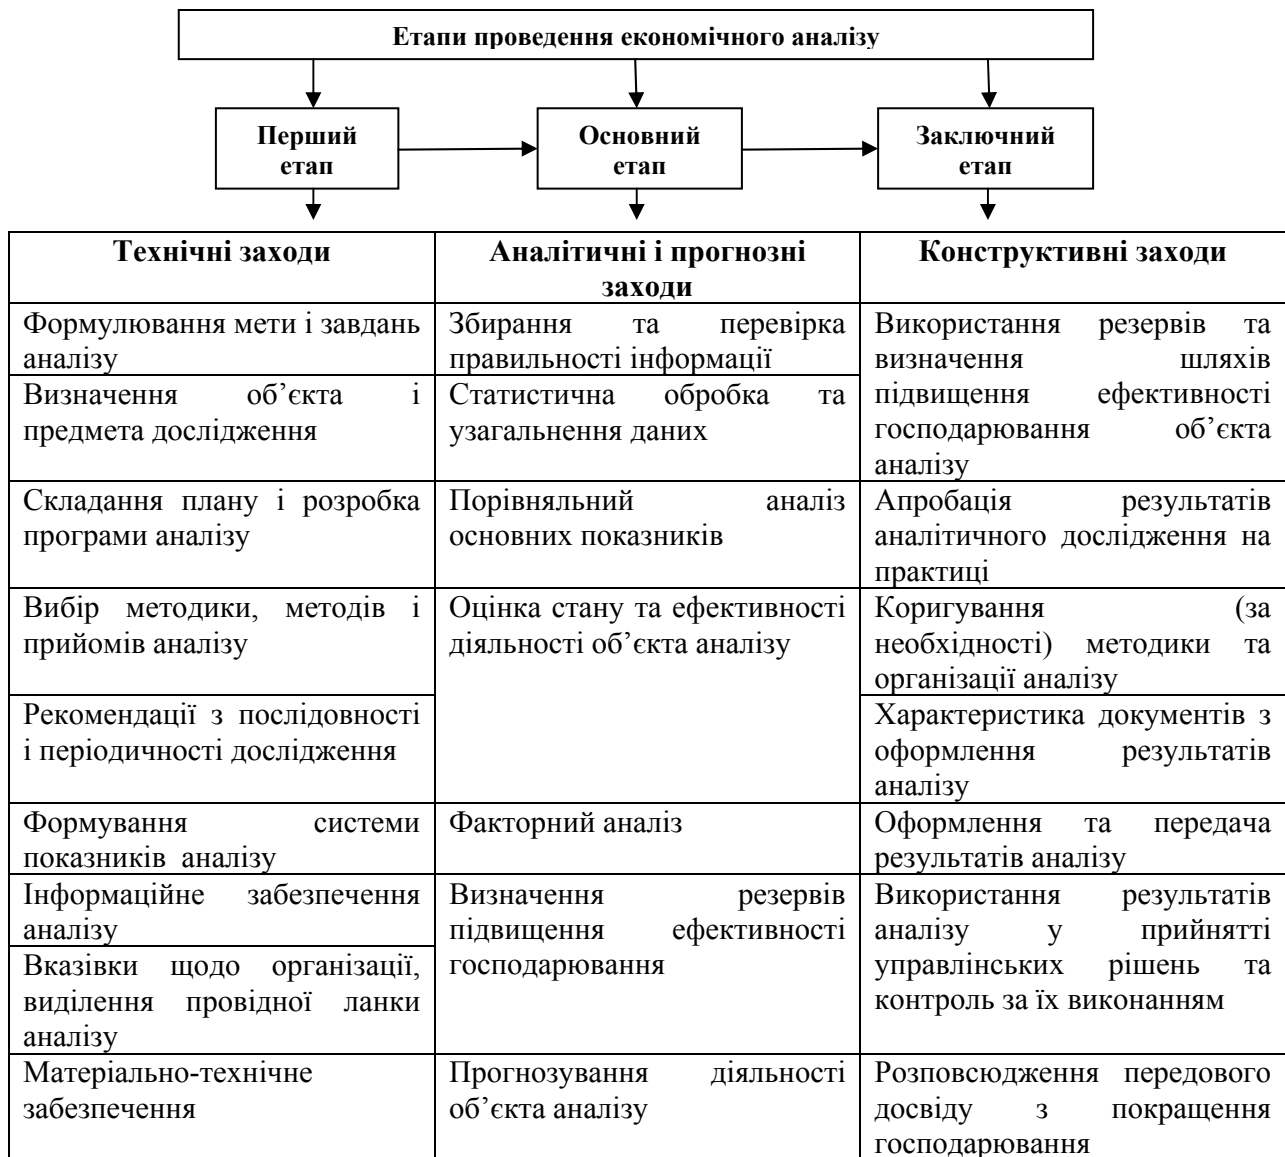 Етапи проведення економічного аналізу
Перший
етап
Основний
етап
Заключний
етап
Технічні заходи
Аналітичні і прогнозні
заходи
Конструктивні заходи
Формулювання мети і завдань
аналізу
Збирання та перевірка
правильності інформації
Використання резервів та
визначення шляхів
підвищення ефективності
господарювання об’єкта
аналізу
Визначення об’єкта і
предмета дослідження
Статистична обробка та
узагальнення даних
Складання плану і розробка
програми аналізу
Порівняльний аналіз
основних показників
Апробація результатів
аналітичного дослідження на
практиці
Вибір методики, методів і
прийомів аналізу
Оцінка стану та ефективності
діяльності об’єкта аналізу
Коригування (за
необхідності) методики та
організації аналізу
Рекомендації з послідовності
і періодичності дослідження
Характеристика документів з
оформлення результатів
аналізу
Формування системи
показників аналізу
Факторний аналіз
Оформлення та передача
результатів аналізу
Інформаційне забезпечення
аналізу
Визначення резервів
підвищення ефективності
господарювання
Використання результатів
аналізу у прийнятті
управлінських рішень та
контроль за їх виконанням
Вказівки щодо організації,
виділення провідної ланки
аналізу
Матеріально-технічне
забезпечення
Прогнозування діяльності
об’єкта аналізу
Розповсюдження передового
досвіду з покращення
господарювання